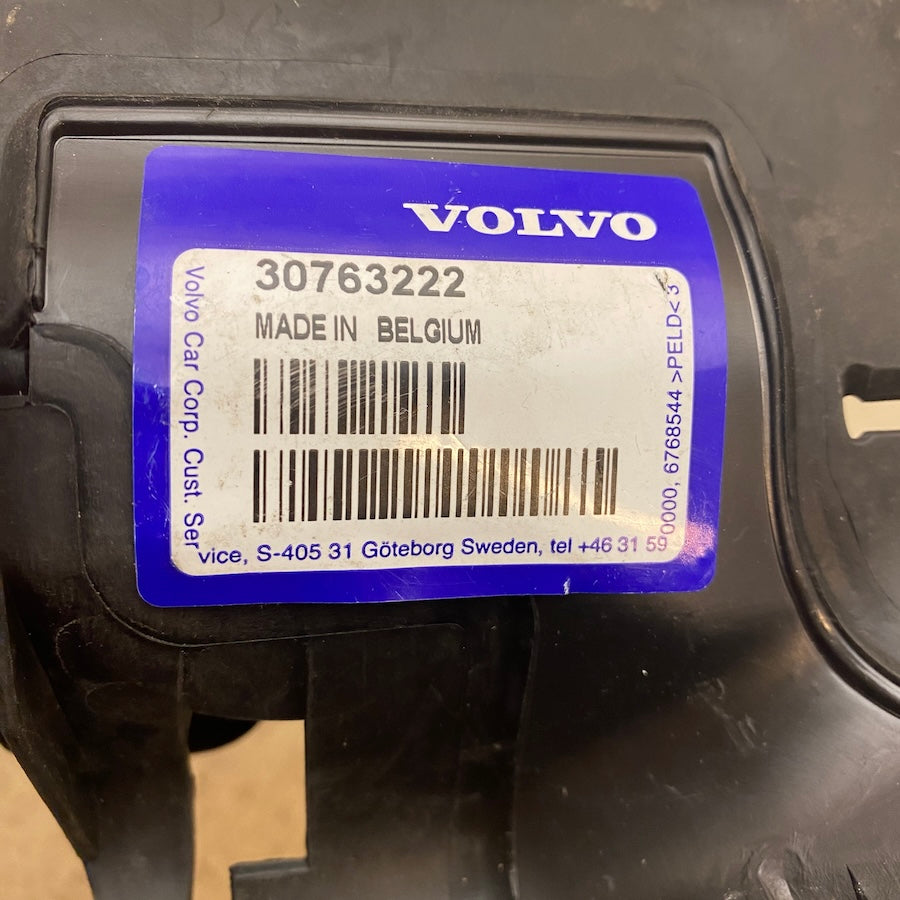 VOLVO
30763222
MADE IN BELGIUM
Volvo Car Corp. Cust. Service, S-405 31 Göteborg Sweden, tel +46 31 590000, 6768544 >PELD< 3